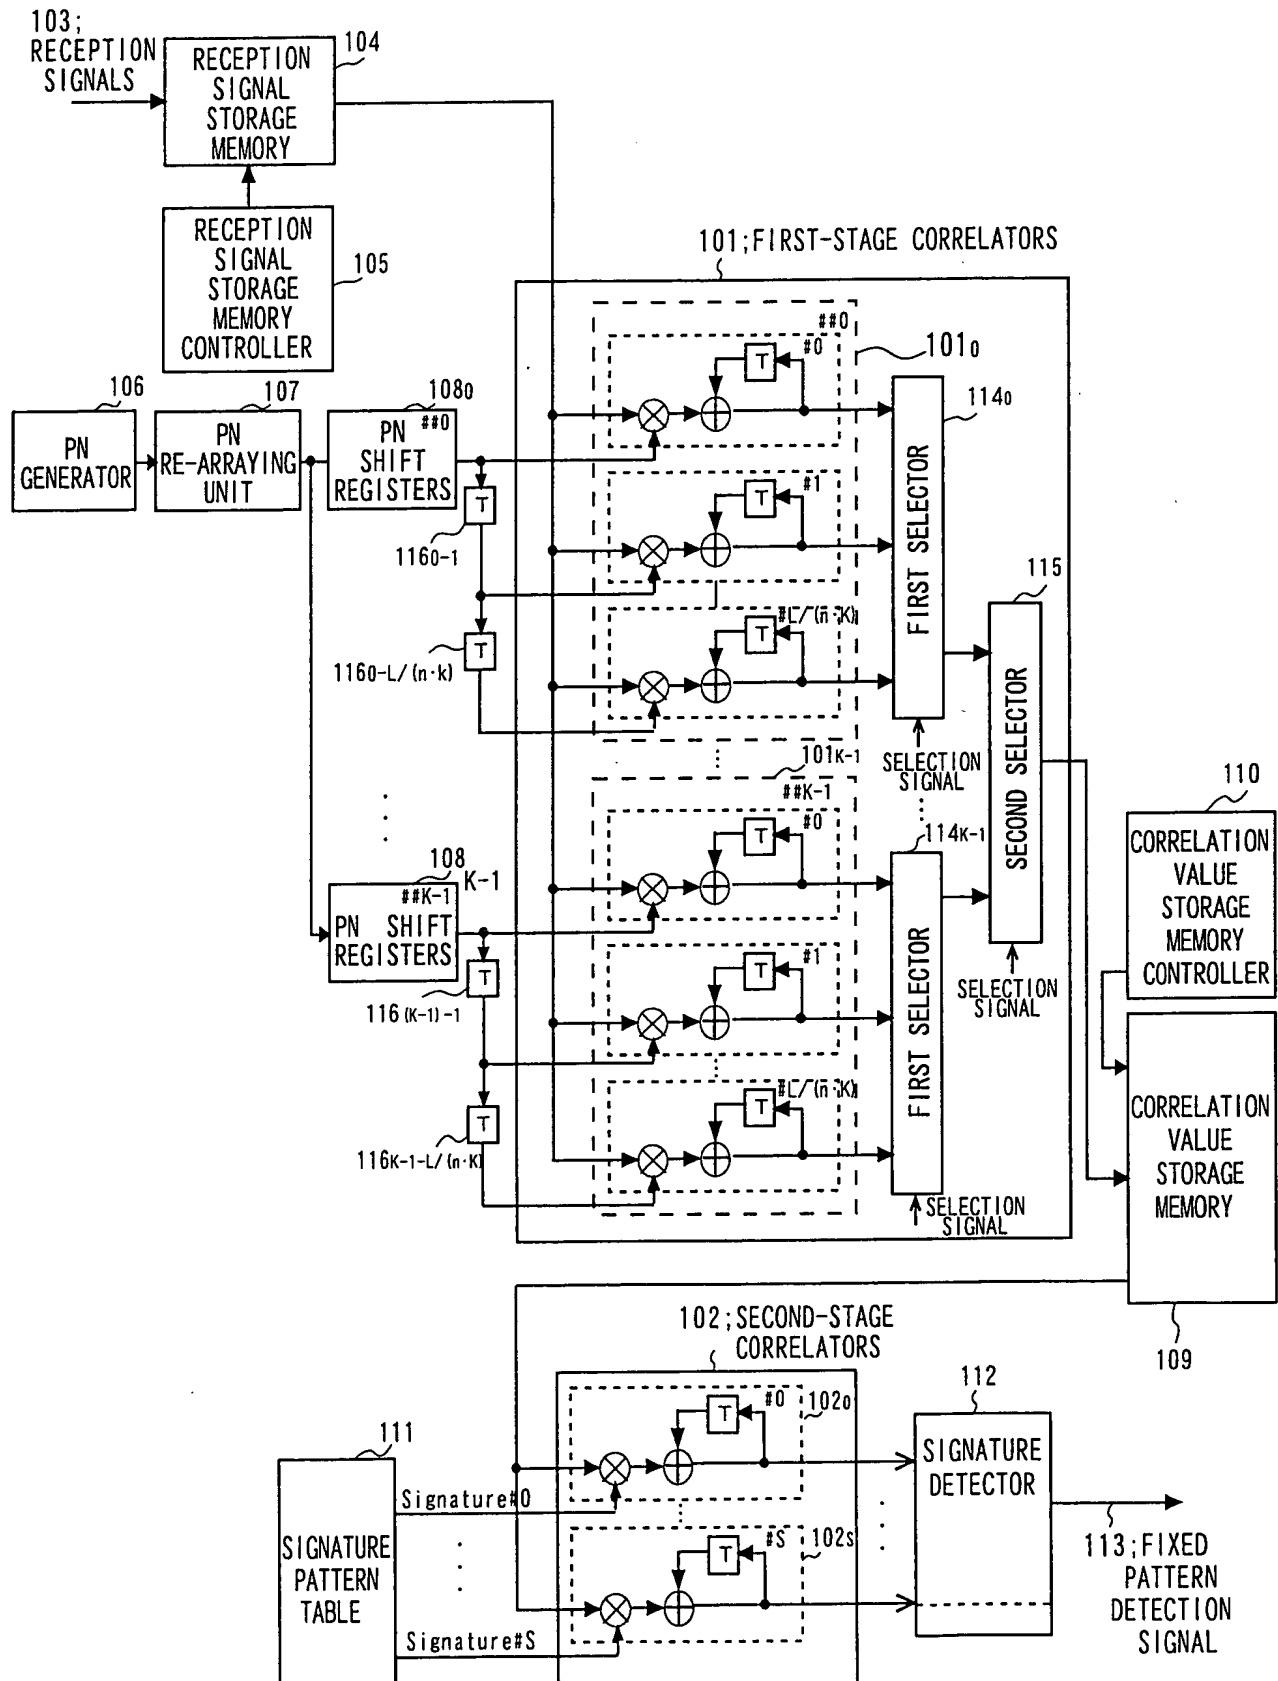 103;
RECEPTION
SIGNALS
RECEPTION
SIGNAL
STORAGE
MEMORY
104
RECEPTION
SIGNAL
STORAGE
MEMORY
CONTROLLER
105
101;FIRST-STAGE CORRELATORS
##0
#0
T
1010
1140
106
PN
GENERATOR
107
PN
RE-ARRAYING
UNIT
1080
##0
PN
SHIFT
REGISTERS
T
1160-1
#1
T
FIRST SELECTOR
115
T
1160-L/(n·k)
#L/(n·K)
T
SECOND SELECTOR
SELECTION
SIGNAL
101K-1
##K-1
#0
T
114K-1
110
CORRELATION
VALUE
STORAGE
MEMORY
CONTROLLER
108
K-1
##K-1
PN SHIFT
REGISTERS
T
116(K-1)-1
#1
T
FIRST SELECTOR
SELECTION
SIGNAL
T
116K-1-L/(n·K)
#L/(n·K)
T
SELECTION
SIGNAL
CORRELATION
VALUE
STORAGE
MEMORY
109
102;SECOND-STAGE
CORRELATORS
#0
T
1020
112
SIGNATURE
DETECTOR
111
SIGNATURE
PATTERN
TABLE
Signature#0
#S
T
102S
Signature#S
113;FIXED
PATTERN
DETECTION
SIGNAL